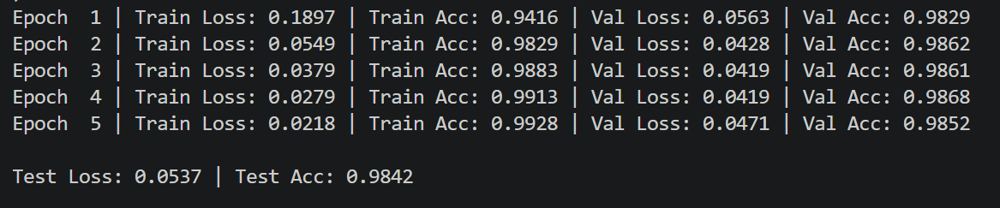 Epoch  1 | Train Loss: 0.1897 | Train Acc: 0.9416 | Val Loss: 0.0563 | Val Acc: 0.9829
Epoch  2 | Train Loss: 0.0549 | Train Acc: 0.9829 | Val Loss: 0.0428 | Val Acc: 0.9862
Epoch  3 | Train Loss: 0.0379 | Train Acc: 0.9883 | Val Loss: 0.0419 | Val Acc: 0.9861
Epoch  4 | Train Loss: 0.0279 | Train Acc: 0.9913 | Val Loss: 0.0419 | Val Acc: 0.9868
Epoch  5 | Train Loss: 0.0218 | Train Acc: 0.9928 | Val Loss: 0.0471 | Val Acc: 0.9852
Test Loss: 0.0537 | Test Acc: 0.9842